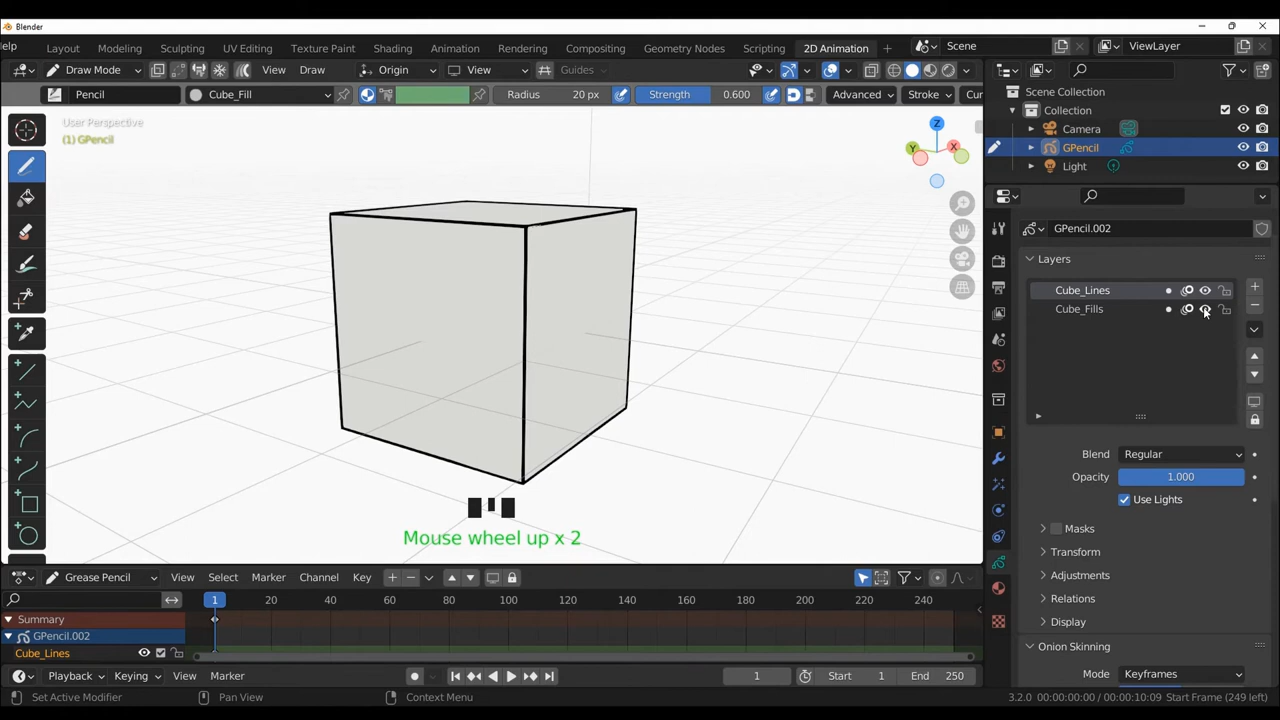 Blender
elp Layout Modeling Sculpting UV Editing Texture Paint Shading Animation Rendering Compositing Geometry Nodes Scripting 2D Animation + Scene ViewLayer
Draw Mode View Draw Origin View Guides
Pencil Cube_Fill Radius 20 px Strength 0.600 Advanced Stroke Cur
User Perspective
(1) GPencil
Z
Y X
Scene Collection
Collection
Camera
GPencil
Light
GPencil.002
Layers
Cube_Lines
Cube_Fills
Blend Regular
Opacity 1.000
Use Lights
Masks
Transform
Adjustments
Relations
Display
Onion Skinning
Mode Keyframes
Mouse wheel up x 2
Grease Pencil View Select Marker Channel Key
1 20 40 60 80 100 120 140 160 180 200 220 240
Summary
GPencil.002
Cube_Lines
Playback Keying View Marker 1 Start 1 End 250
Set Active Modifier Pan View Context Menu 3.2.0 00:00:00:00 / 00:00:10:09 Start Frame (249 left)